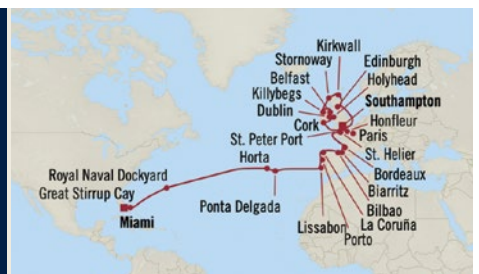 Kirkwall
Stornoway
Edinburgh
Belfast
Holyhead
Killybegs
Southampton
Dublin
Honfleur
Cork
Paris
St. Peter Port
St. Helier
Horta
Bordeaux
Royal Naval Dockyard
Biarritz
Great Stirrup Cay
Bilbao
Ponta Delgada
La Coruña
Miami
Lissabon
Porto